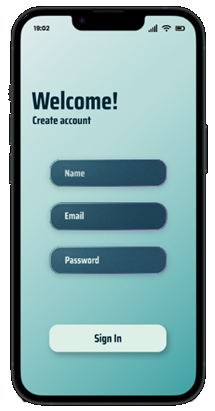 19:02
Welcome!
Create account
Name
Email
Password
Sign In